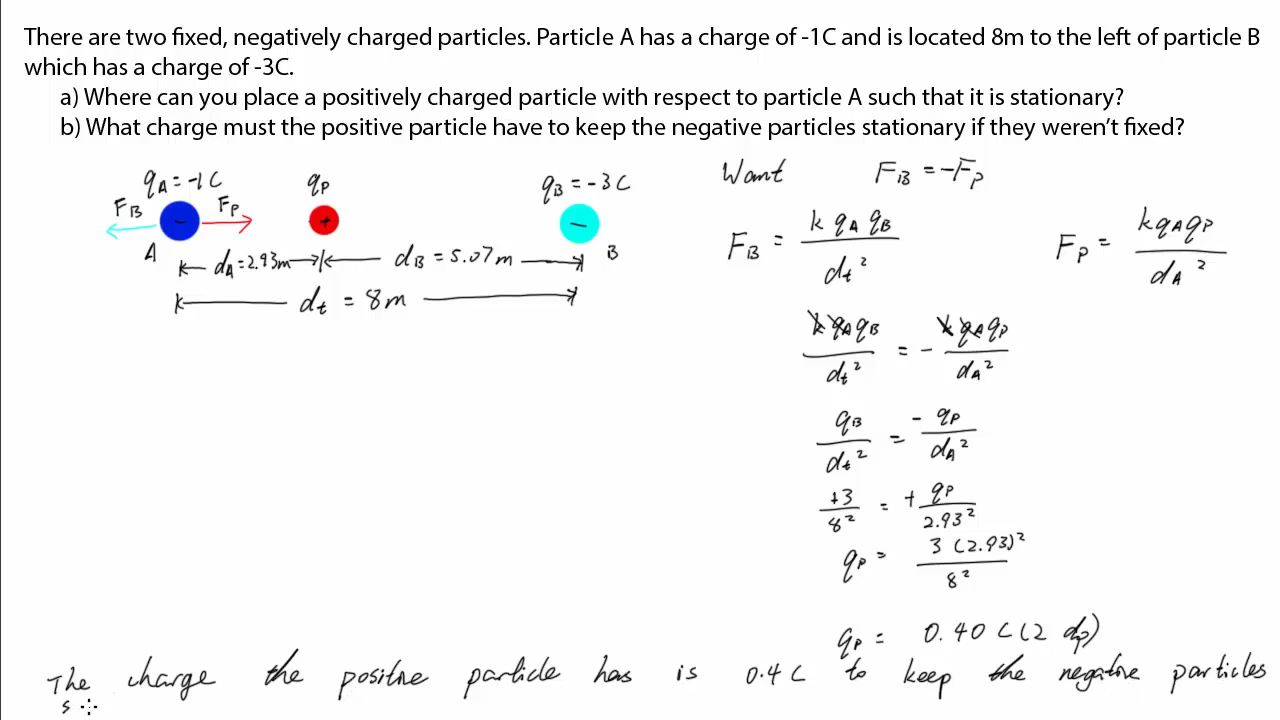 There are two fixed, negatively charged particles. Particle A has a charge of -1C and is located 8m to the left of particle B
which has a charge of -3C.
a) Where can you place a positively charged particle with respect to particle A such that it is stationary?
b) What charge must the positive particle have to keep the negative particles stationary if they weren't fixed?
qA = -1C qP qB = -3C
FB FP
- + -
A B
dA = 2.93m dB = 5.07m
dt = 8m
Want FB = -FP
FB = k qA qB / dt²
FP = k qA qP / dA²
k qA qB / dt² = - k qA qP / dA²
qB / dt² = - qP / dA²
+3 / 8² = + qP / 2.93²
qP = 3 (2.93)² / 8²
qP = 0.40 C (2 dp)
The charge the positive particle has is 0.4C to keep the negative particles
s